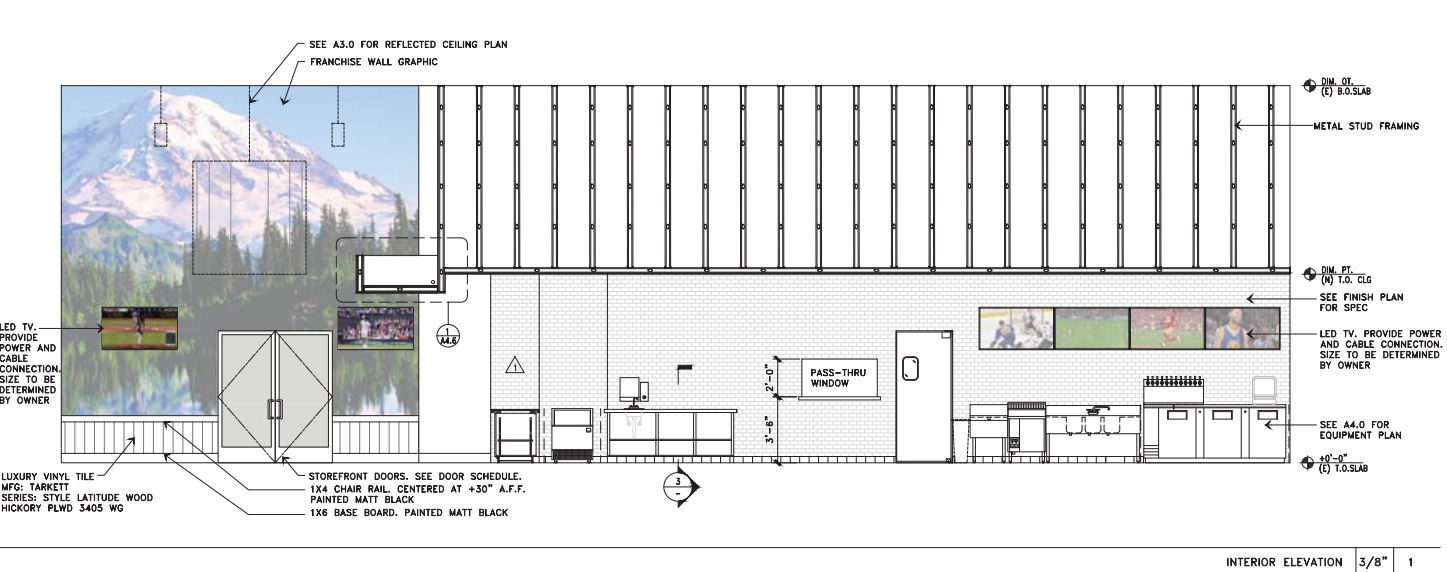 SEE A3.0 FOR REFLECTED CEILING PLAN
FRANCHISE WALL GRAPHIC
DIM. OT.
(E) B.O.SLAB
METAL STUD FRAMING
DIM. PT.
(N) T.O. CLG
SEE FINISH PLAN
FOR SPEC
LED TV. PROVIDE POWER
AND CABLE CONNECTION.
SIZE TO BE DETERMINED
BY OWNER
LED TV.
PROVIDE
POWER AND
CABLE
CONNECTION.
SIZE TO BE
DETERMINED
BY OWNER
1
A4.6
1
2'-0"
PASS-THRU
WINDOW
3'-6"
SEE A4.0 FOR
EQUIPMENT PLAN
+0'-0"
(E) T.O.SLAB
LUXURY VINYL TILE
MFG: TARKETT
SERIES: STYLE LATITUDE WOOD
HICKORY PLWD 3405 WG
STOREFRONT DOORS. SEE DOOR SCHEDULE.
1X4 CHAIR RAIL. CENTERED AT +30" A.F.F.
PAINTED MATT BLACK
1X6 BASE BOARD. PAINTED MATT BLACK
3
-
INTERIOR ELEVATION 3/8" 1